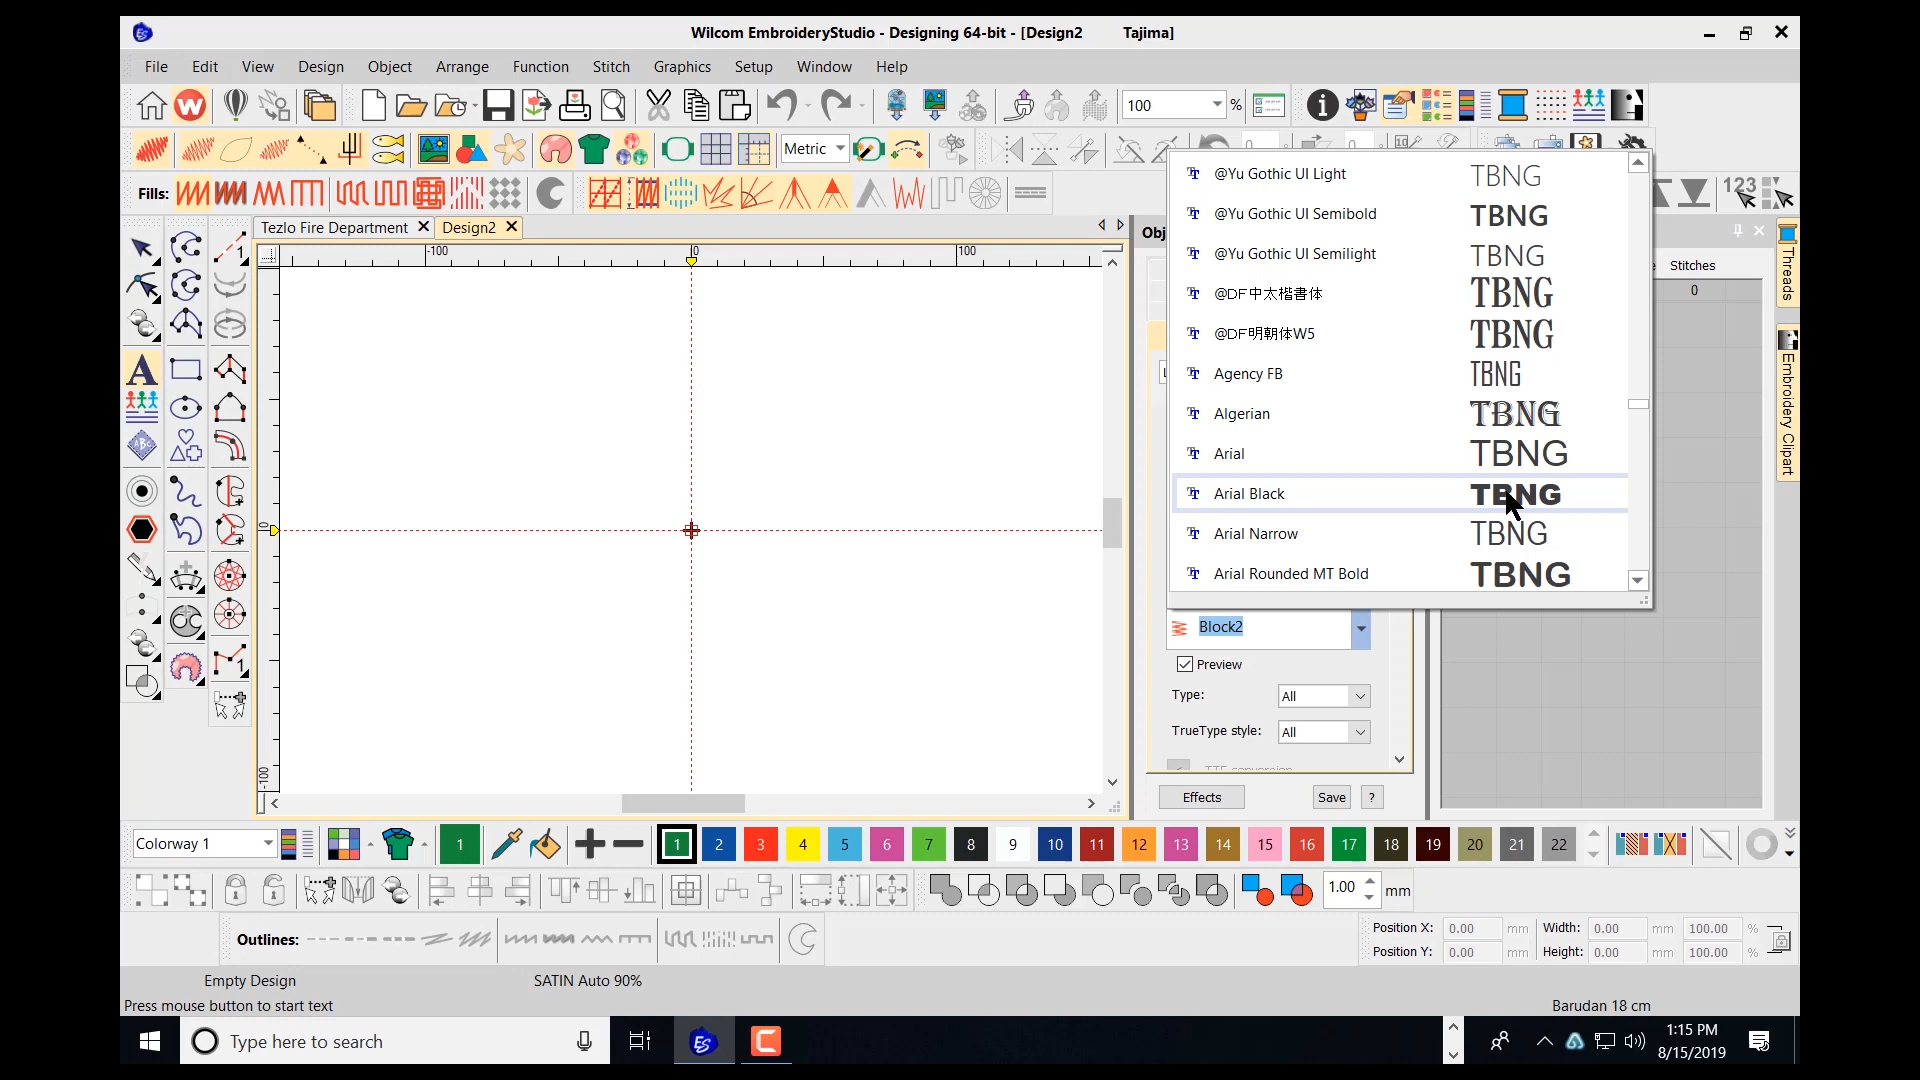 Wilcom EmbroideryStudio - Designing 64-bit - [Design2 Tajima]
File Edit View Design Object Arrange Function Stitch Graphics Setup Window Help
100 %
Metric
Fills:
123
Tezlo Fire Department Design2
Obj
Stitches
0
Threads
Embroidery Clipart
-100 0 100
0
-100
@Yu Gothic UI Light TBNG
@Yu Gothic UI Semibold TBNG
@Yu Gothic UI Semilight TBNG
@DF中太楷書体 TBNG
@DF明朝体W5 TBNG
Agency FB TBNG
Algerian TBNG
Arial TBNG
Arial Black TBNG
Arial Narrow TBNG
Arial Rounded MT Bold TBNG
Block2
Preview
Type: All
TrueType style: All
Effects Save ?
Colorway 1 1 1 2 3 4 5 6 7 8 9 10 11 12 13 14 15 16 17 18 19 20 21 22
1.00 mm
Outlines:
Position X: 0.00 mm Width: 0.00 mm 100.00 %
Position Y: 0.00 mm Height: 0.00 mm 100.00 %
Empty Design SATIN Auto 90%
Press mouse button to start text Barudan 18 cm
Type here to search
1:15 PM
8/15/2019